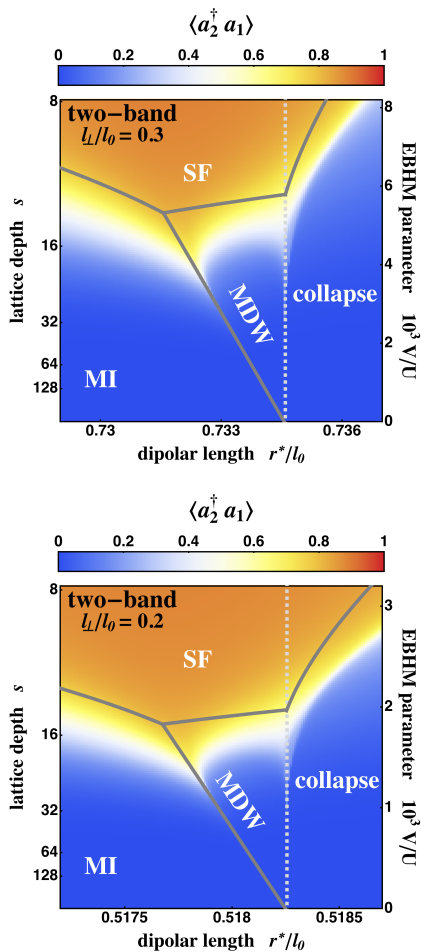 ⟨a₂† a₁⟩
0 0.2 0.4 0.6 0.8 1
two−band
l⊥/l₀ = 0.3
SF
MDW
collapse
MI
8
16
32
64
128
lattice depth s
8
6
4
2
0
EBHM parameter 10³ V/U
0.73 0.733 0.736
dipolar length r*/l₀
⟨a₂† a₁⟩
0 0.2 0.4 0.6 0.8 1
two−band
l⊥/l₀ = 0.2
SF
MDW
collapse
MI
8
16
32
64
128
lattice depth s
3
2
1
0
EBHM parameter 10³ V/U
0.5175 0.518 0.5185
dipolar length r*/l₀